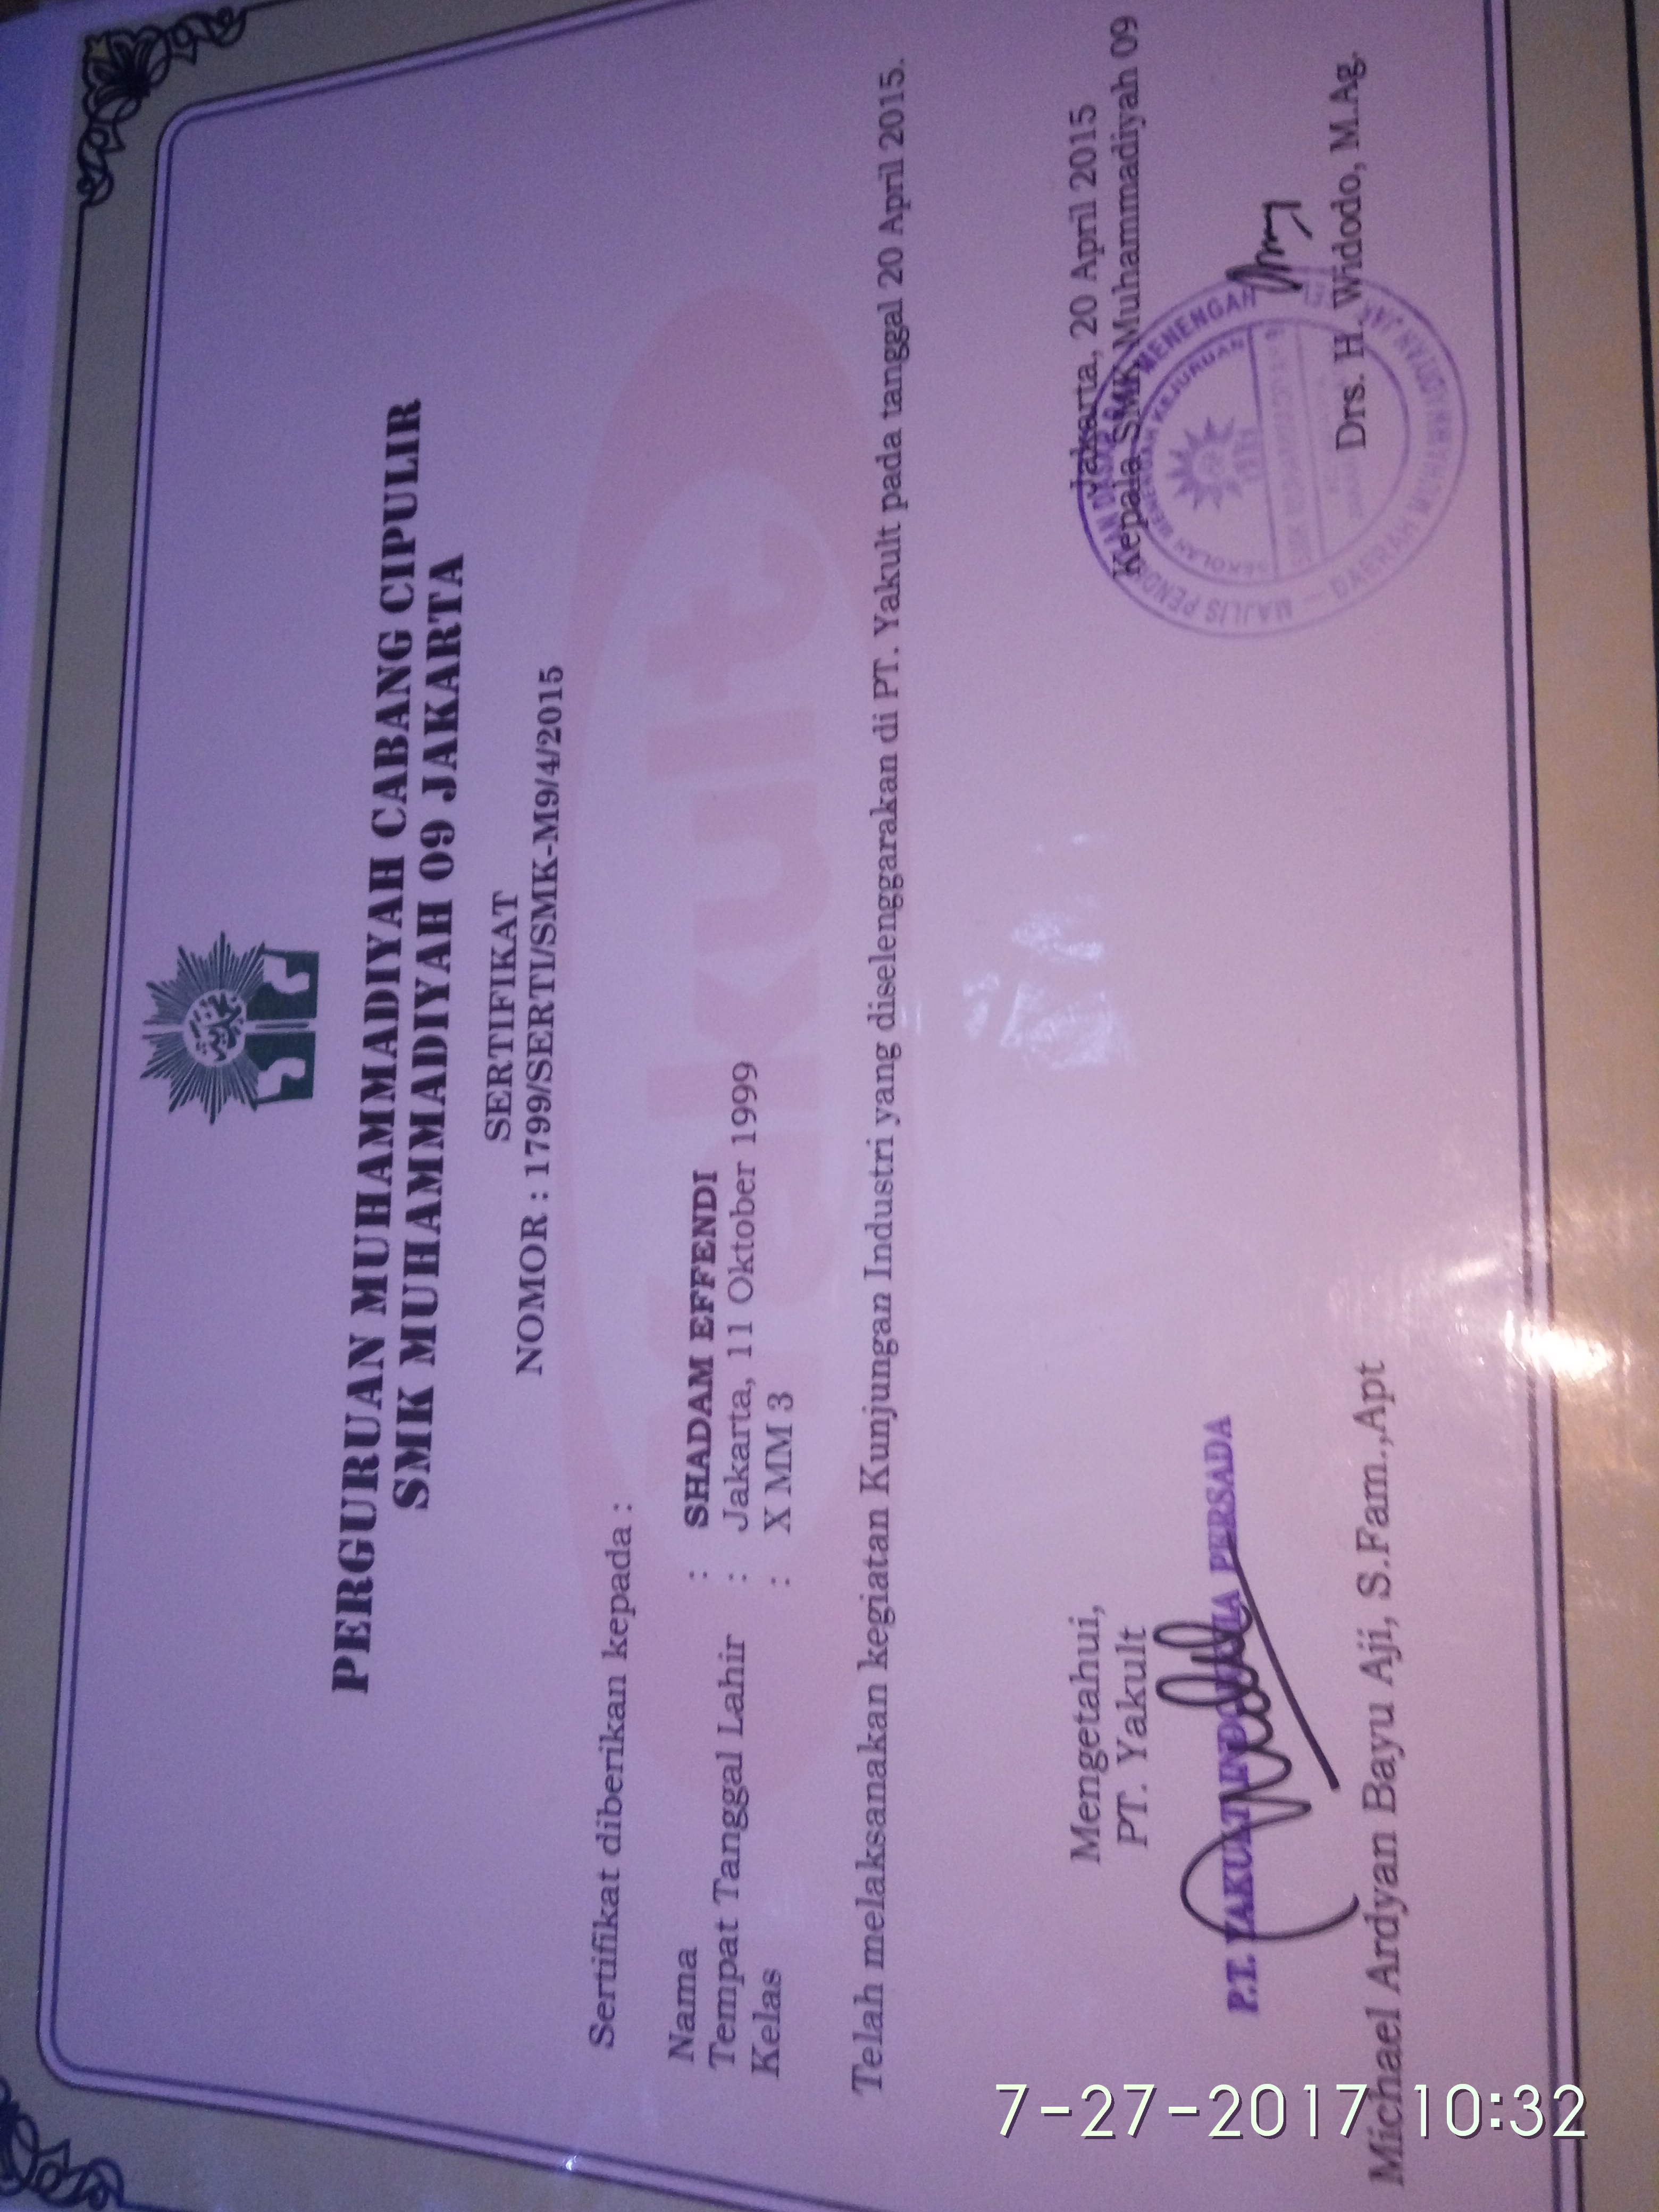 PERGURUAN MUHAMMADIYAH CABANG CIPULIR
SMK MUHAMMADIYAH 09 JAKARTA
SERTIFIKAT
NOMOR : 1799/SERTI/SMK-M9/4/2015
Yakult
Sertifikat diberikan kepada :
Nama : SHADAM EFFENDI
Tempat Tanggal Lahir : Jakarta, 11 Oktober 1999
Kelas : X MM 3
Telah melaksanakan kegiatan Kunjungan Industri yang diselenggarakan di PT. Yakult pada tanggal 20 April 2015.
Mengetahui,
PT. Yakult
P.T. YAKULT INDONESIA PERSADA
Michael Ardyan Bayu Aji, S.Fam.,Apt
Jakarta, 20 April 2015
Kepala SMK Muhammadiyah 09
MAJLIS PENDIDIKAN DASAR MENENGAH
DAERAH MUHAMMADIYAH
SEKOLAH MENENGAH KEJURUAN
Drs. H. Widodo, M.Ag.
7-27-2017 10:32